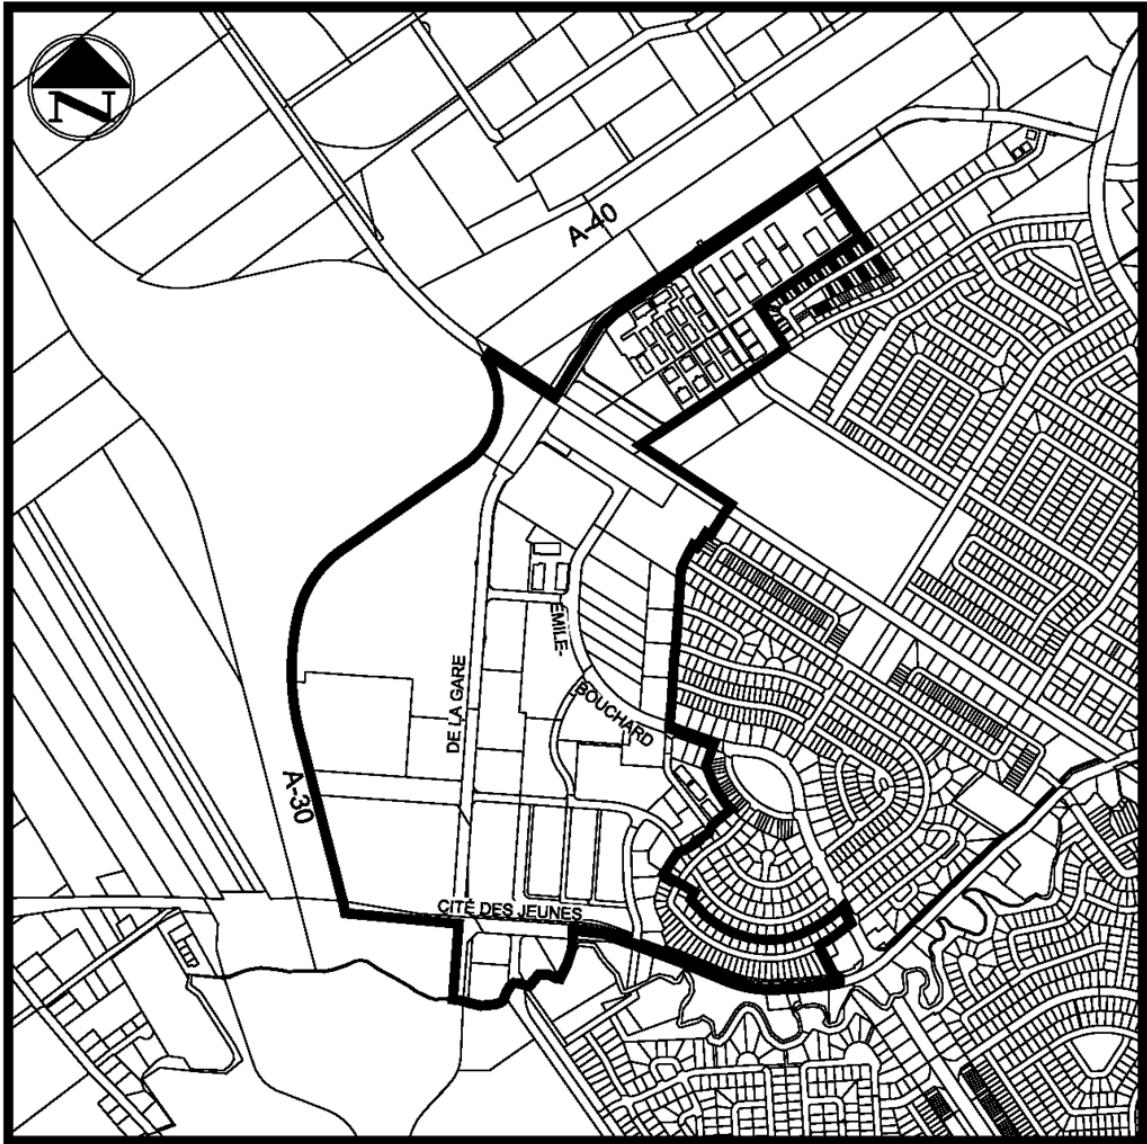 N
A-40
ÉMILE-
BOUCHARD
DE LA GARE
A-30
CITÉ DES JEUNES